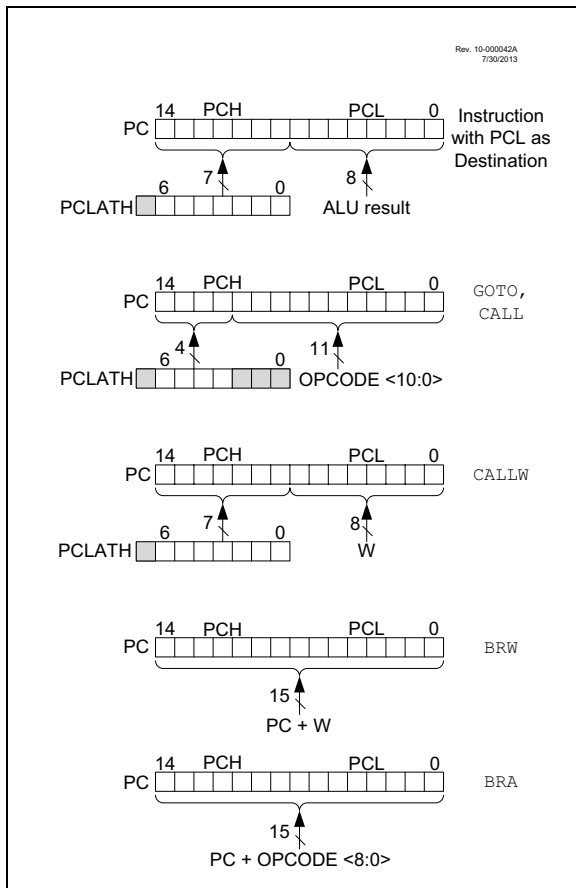 Rev. 10-000042A
7/30/2013
14 PCH PCL 0
PC
Instruction
with PCL as
Destination
7 8
6 0
PCLATH
ALU result
14 PCH PCL 0
PC
GOTO,
CALL
4 11
6 0
PCLATH
OPCODE <10:0>
14 PCH PCL 0
PC
CALLW
7 8
6 0
PCLATH
W
14 PCH PCL 0
PC
BRW
15
PC + W
14 PCH PCL 0
PC
BRA
15
PC + OPCODE <8:0>